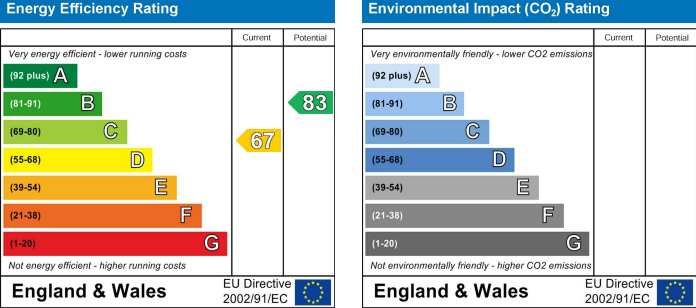 Energy Efficiency Rating
Current Potential
Very energy efficient - lower running costs
(92 plus) A
(81-91) B
83
(69-80) C
67
(55-68) D
(39-54) E
(21-38) F
(1-20) G
Not energy efficient - higher running costs
England & Wales
EU Directive
2002/91/EC
Environmental Impact (CO₂) Rating
Current Potential
Very environmentally friendly - lower CO2 emissions
(92 plus) A
(81-91) B
(69-80) C
(55-68) D
(39-54) E
(21-38) F
(1-20) G
Not environmentally friendly - higher CO2 emissions
England & Wales
EU Directive
2002/91/EC